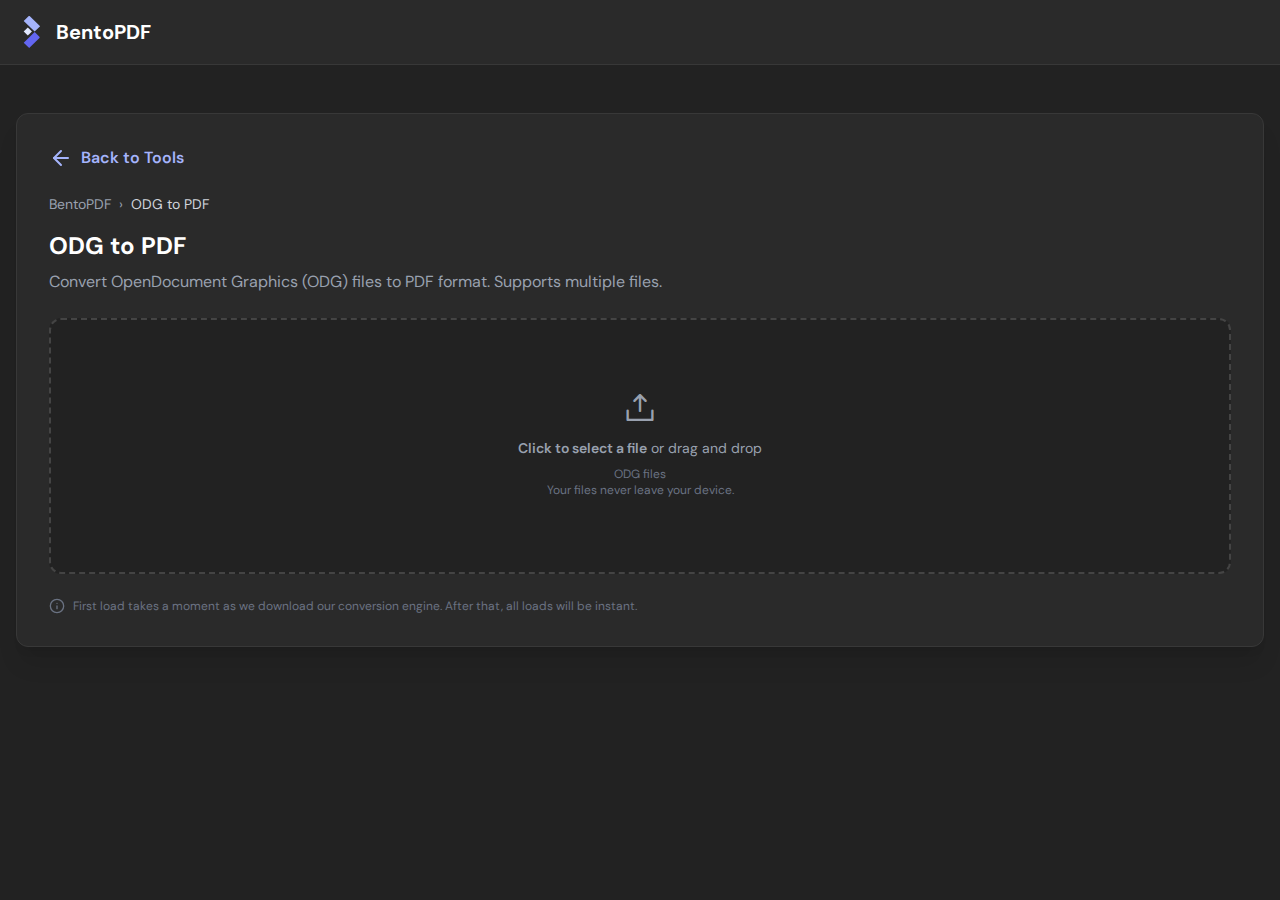 BentoPDF
Back to Tools
BentoPDF › ODG to PDF
ODG to PDF
Convert OpenDocument Graphics (ODG) files to PDF format. Supports multiple files.
Click to select a file or drag and drop
ODG files
Your files never leave your device.
First load takes a moment as we download our conversion engine. After that, all loads will be instant.